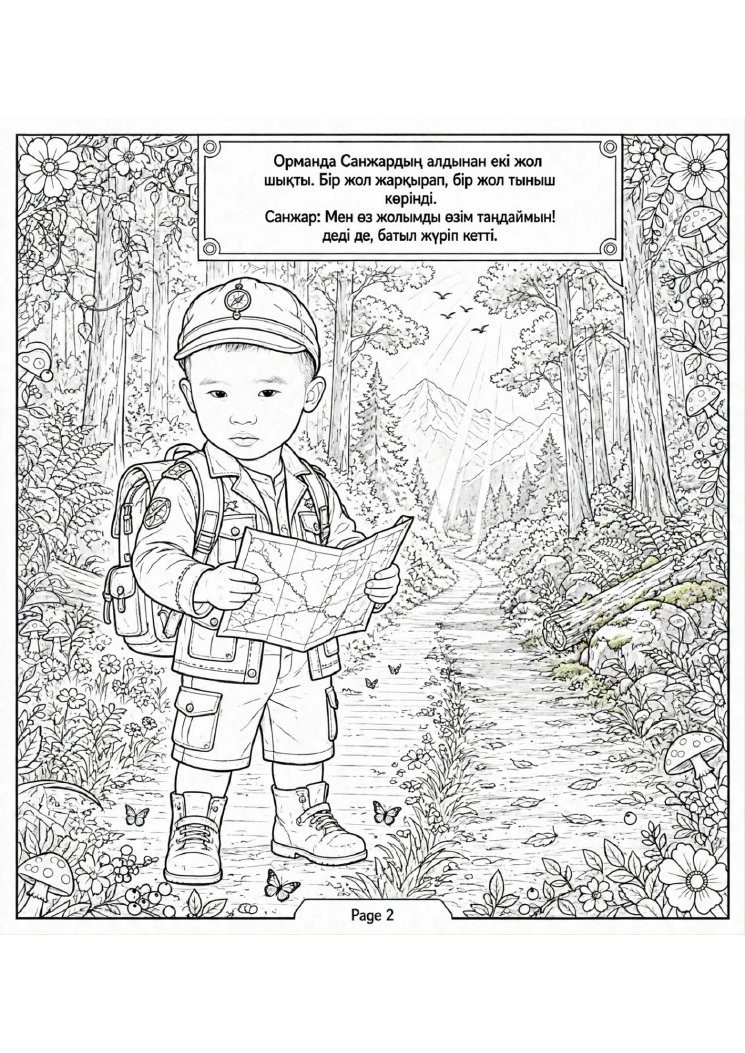 Орманда Санжардың алдынан екі жол
шықты. Бір жол жарқырап, бір жол тыныш
көрінді.
Санжар: Мен өз жолымды өзім таңдаймын!
деді де, батыл жүріп кетті.
Page 2